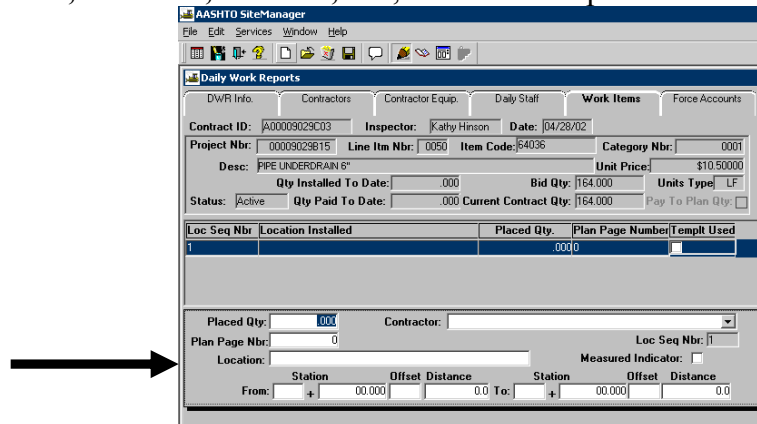 AASHTO SiteManager
File Edit Services Window Help
Daily Work Reports
DWR Info. Contractors Contractor Equip. Daily Staff Work Items Force Accounts
Contract ID: A00009029C03 Inspector: Kathy Hinson Date: 04/28/02
Project Nbr: 00009029B15 Line Itm Nbr: 0050 Item Code: 64036 Category Nbr: 0001
Desc: PIPE UNDERDRAIN 6" Unit Price: $10.50000
Qty Installed To Date: .000 Bid Qty: 164.000 Units Type LF
Status: Active Qty Paid To Date: .000 Current Contract Qty: 164.000 Pay To Plan Qty:
Loc Seq Nbr Location Installed Placed Qty. Plan Page Number Templt Used
1 .000 0
Placed Qty: .000 Contractor:
Plan Page Nbr: 0 Loc Seq Nbr: 1
Location: Measured Indicator:
Station Offset Distance Station Offset Distance
From: + 00.000 0.0 To: + 00.000 0.0